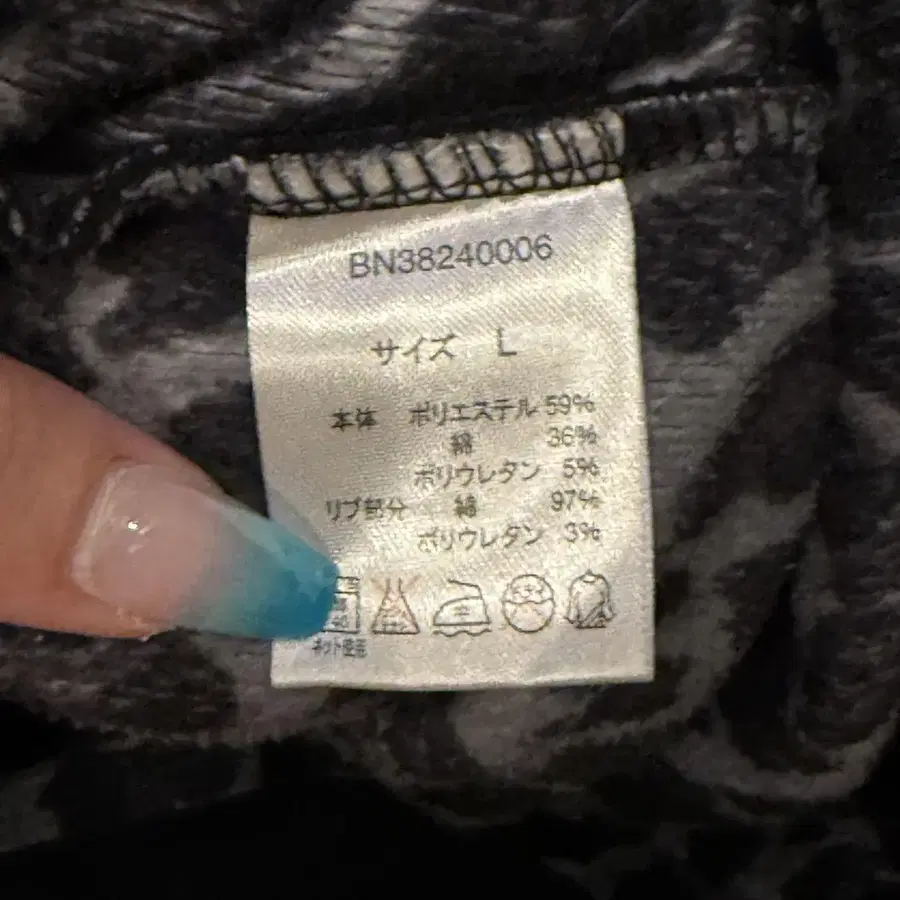 BN38240006
サイズ L
本体 ポリエステル 59%
綿 36%
ポリウレタン 5%
リブ部分 綿 97%
ポリウレタン 3%
ネット使用